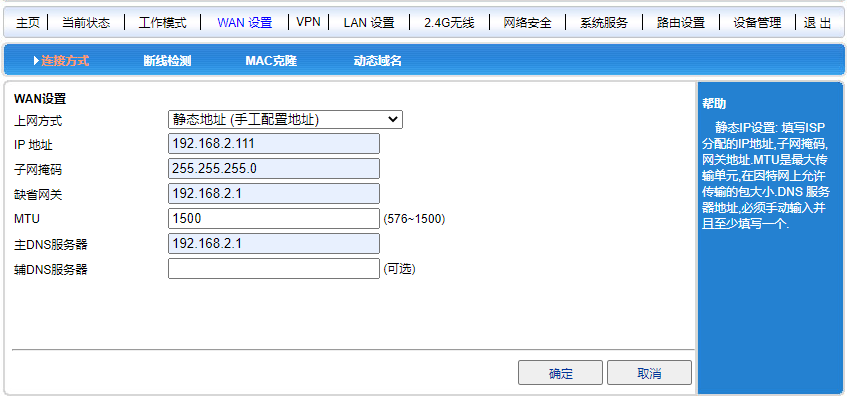 主页 当前状态 工作模式 WAN 设置 VPN LAN 设置 2.4G无线 网络安全 系统服务 路由设置 设备管理 退 出
连接方式 断线检测 MAC克隆 动态域名
WAN设置
上网方式 静态地址 (手工配置地址)
IP 地址 192.168.2.111
子网掩码 255.255.255.0
缺省网关 192.168.2.1
MTU 1500 (576~1500)
主DNS服务器 192.168.2.1
辅DNS服务器 (可选)
确定 取消
帮助
静态IP设置: 填写ISP
分配的IP地址,子网掩码,
网关地址.MTU是最大传
输单元,在因特网上允许
传输的包大小.DNS 服务
器地址,必须手动输入并
且至少填写一个.